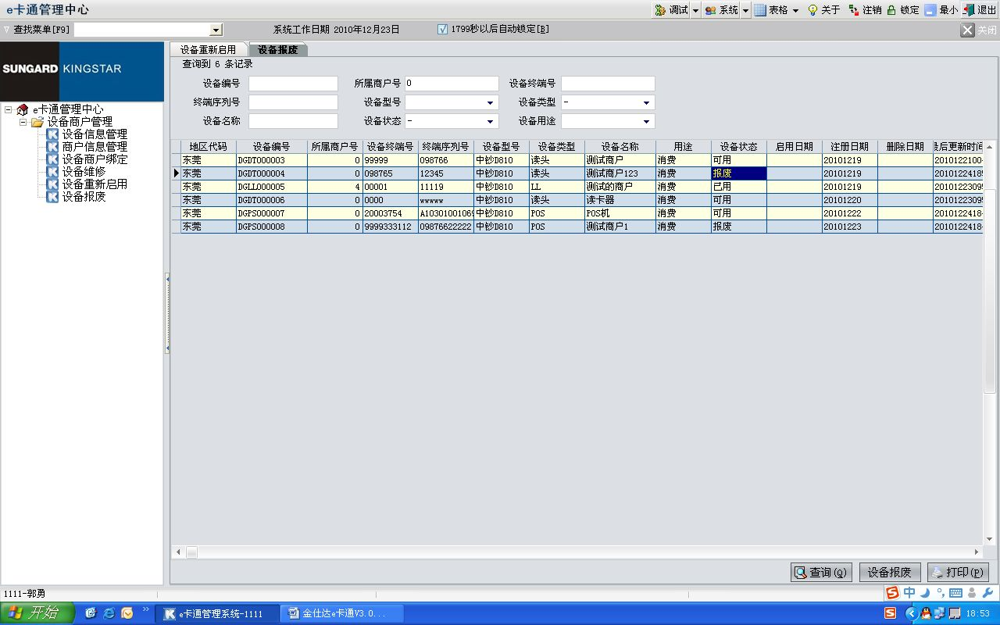 e卡通管理中心 调试 系统 表格 关于 注销 锁定 最小 退出
查找菜单[F9] 系统工作日期 2010年12月23日 1799秒以后自动锁定[B] 关闭
SUNGARD KINGSTAR
e卡通管理中心
设备商户管理
设备信息管理
商户信息管理
设备商户绑定
设备维修
设备重新启用
设备报废
设备重新启用 设备报废
查询到 6 条记录
设备编号 所属商户号 0 设备终端号
终端序列号 设备型号 设备类型 -
设备名称 设备状态 - 设备用途
地区代码 设备编号 所属商户号 设备终端号 终端序列号 设备型号 设备类型 设备名称 用途 设备状态 启用日期 注册日期 删除日期 最后更新时间
东莞 DGDT000003 0 99999 098766 中钞D810 读头 测试商户 消费 可用 20101219 2010122100
东莞 DGDT000004 0 098765 12345 中钞D810 读头 测试商户123 消费 报废 20101219 201012241
东莞 DGLL000005 4 00001 11119 中钞D810 LL 测试的商户 消费 已用 20101219 201012230
东莞 DGDT000006 0 0000 wwwww 中钞D810 读头 读卡器 消费 可用 20101220 201012230
东莞 DGPS000007 0 20003754 A1030100106 中钞D810 POS POS机 消费 可用 20101222 2010122418
东莞 DGPS000008 0 9999333112 09876622222 中钞D810 POS 测试商户1 消费 报废 20101223 2010122418
查询(Q) 设备报废 打印(P)
1111-郭勇
中
开始 e卡通管理系统-1111 金仕达e卡通V3.0... 18:53